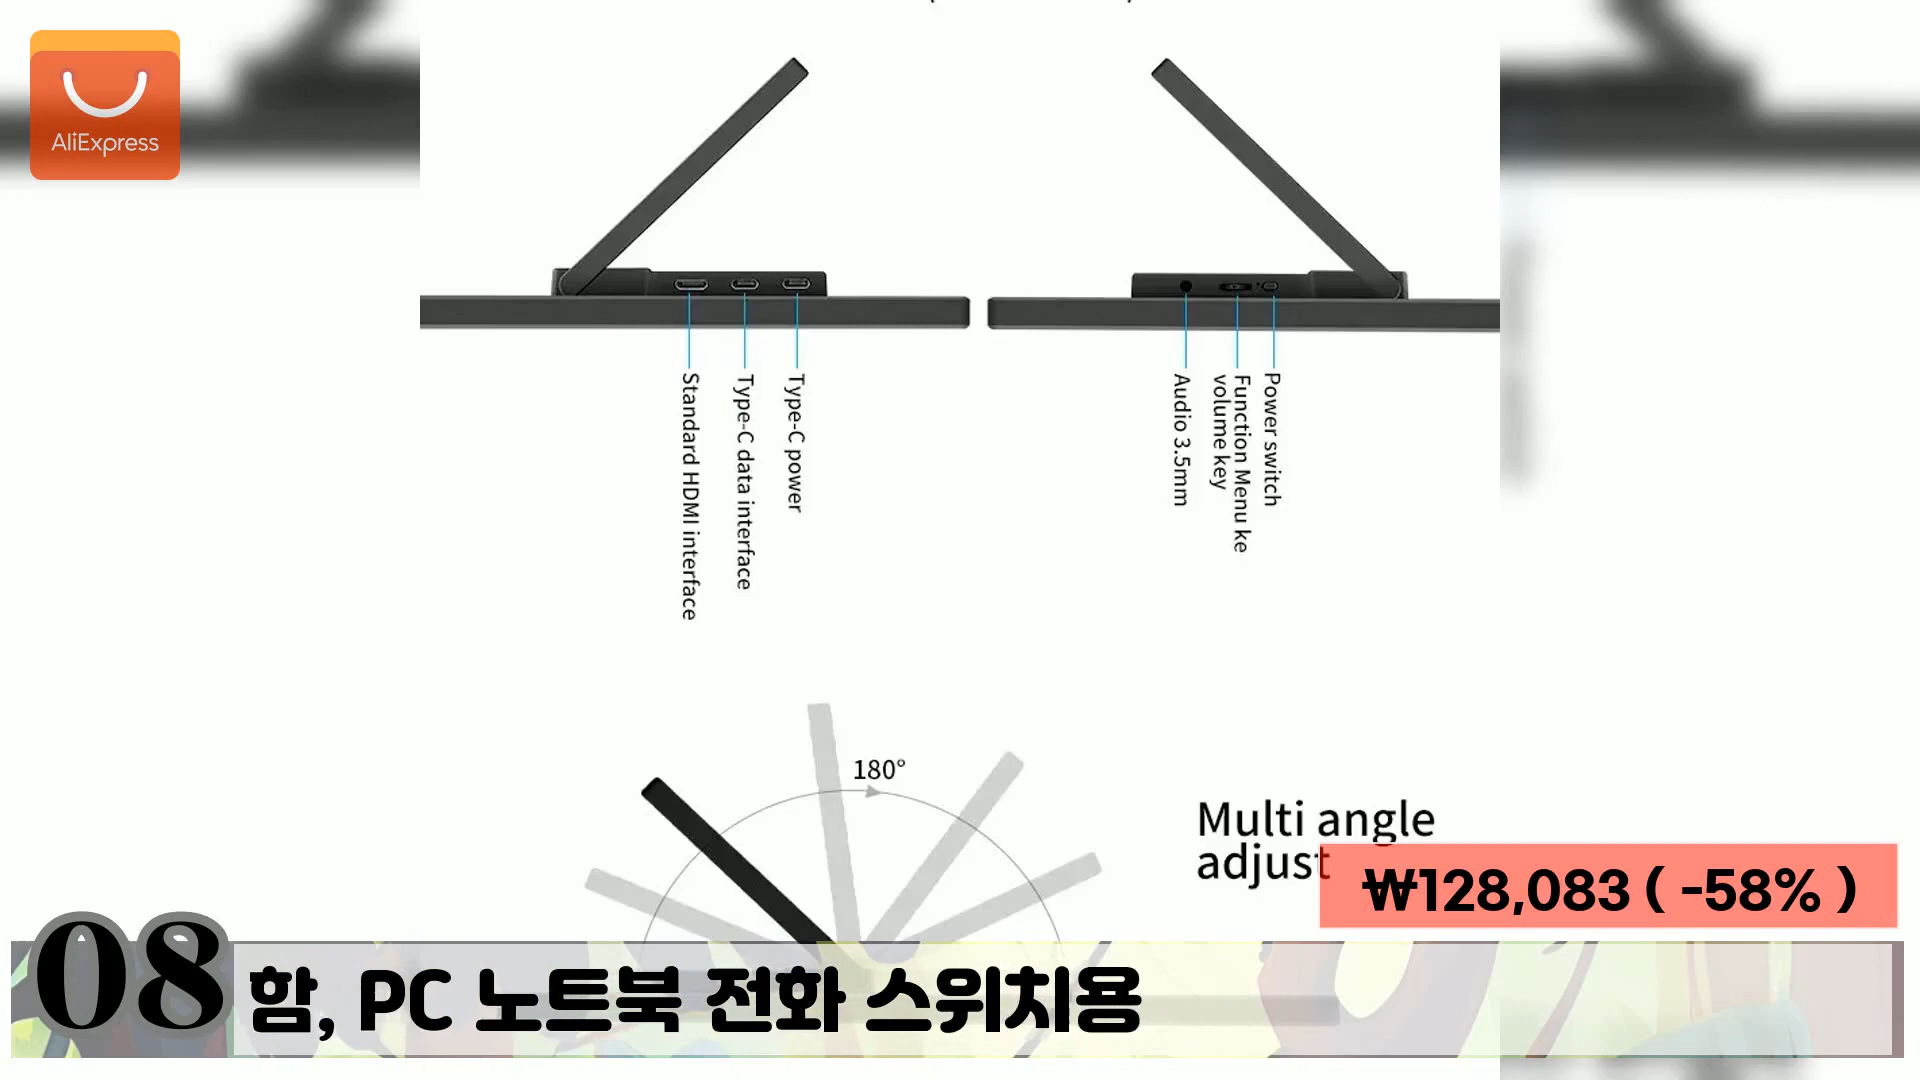 AliExpress
Standard HDMI interface
Type-C data interface
Type-C power
Audio 3.5mm
Function Menu ke
volume key
Power switch
180°
Multi angle
adjust
₩128,083 ( -58% )
08
함, PC 노트북 전화 스위치용